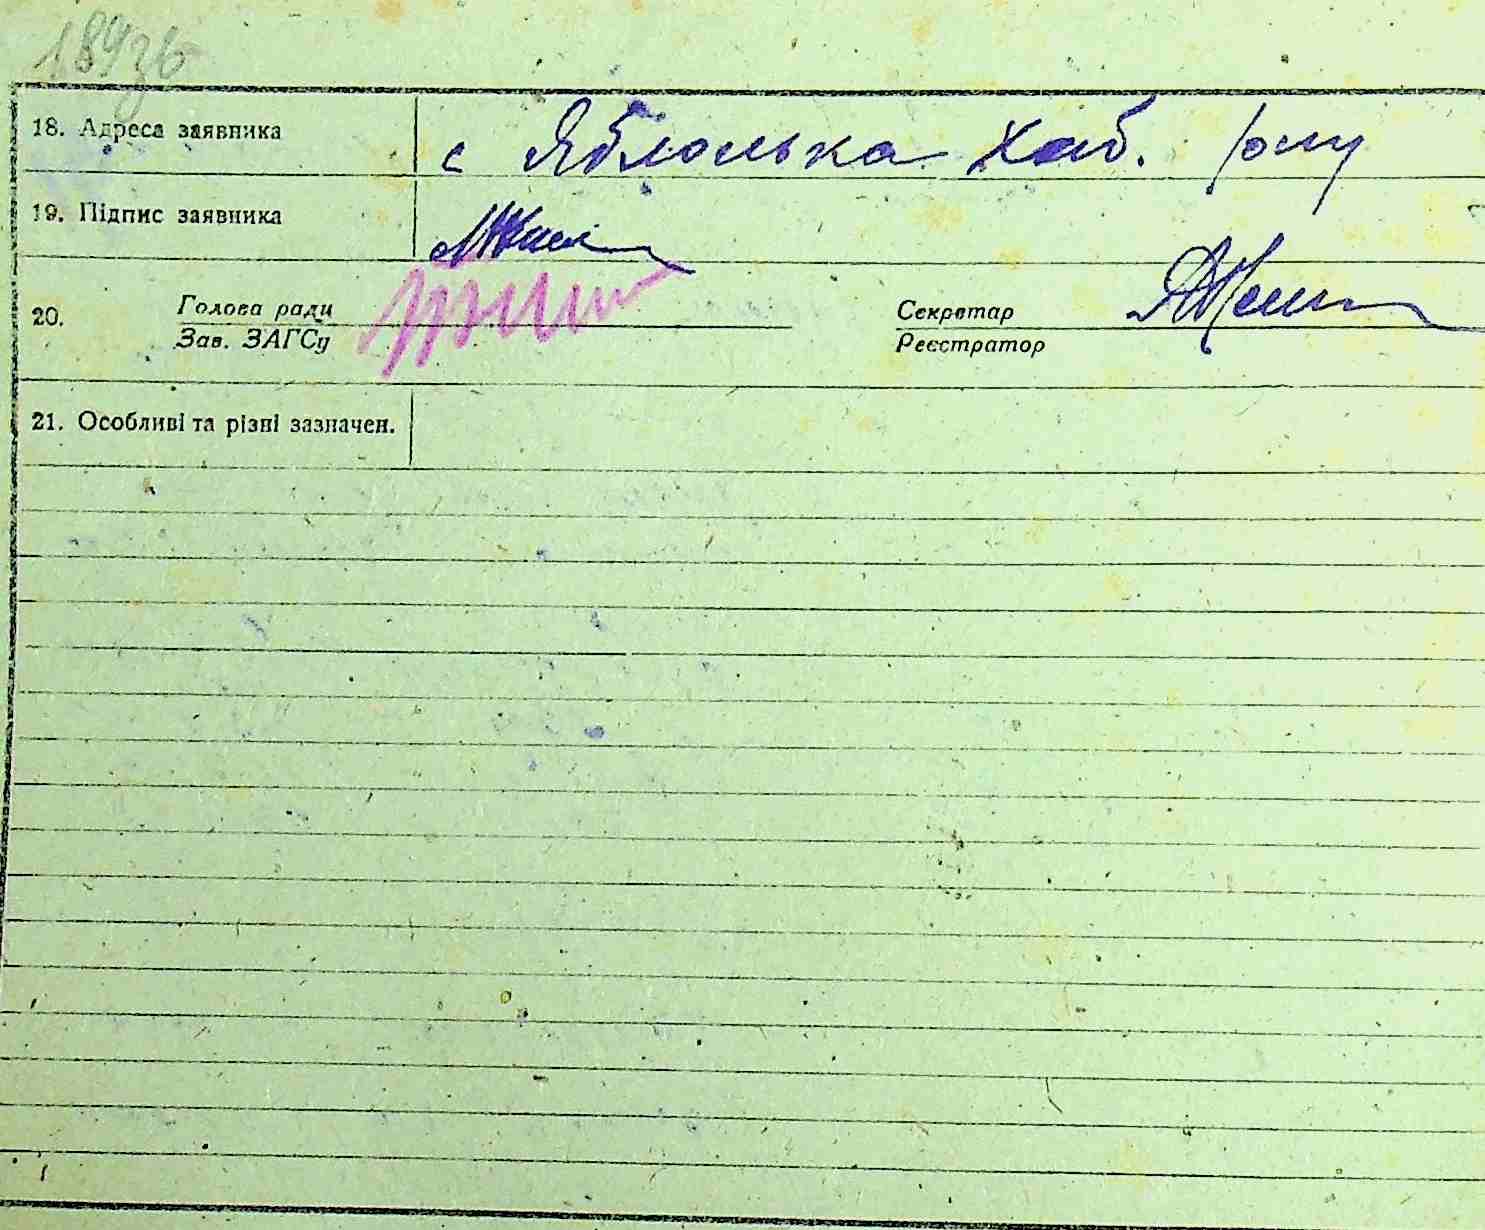 184зв
18. Адреса заявника с Яблонька Хаб. р-ну
19. Підпис заявника
20. Голова ради Секретар
Зав. ЗАГСу Реєстратор
21. Особливі та різні зазначен.